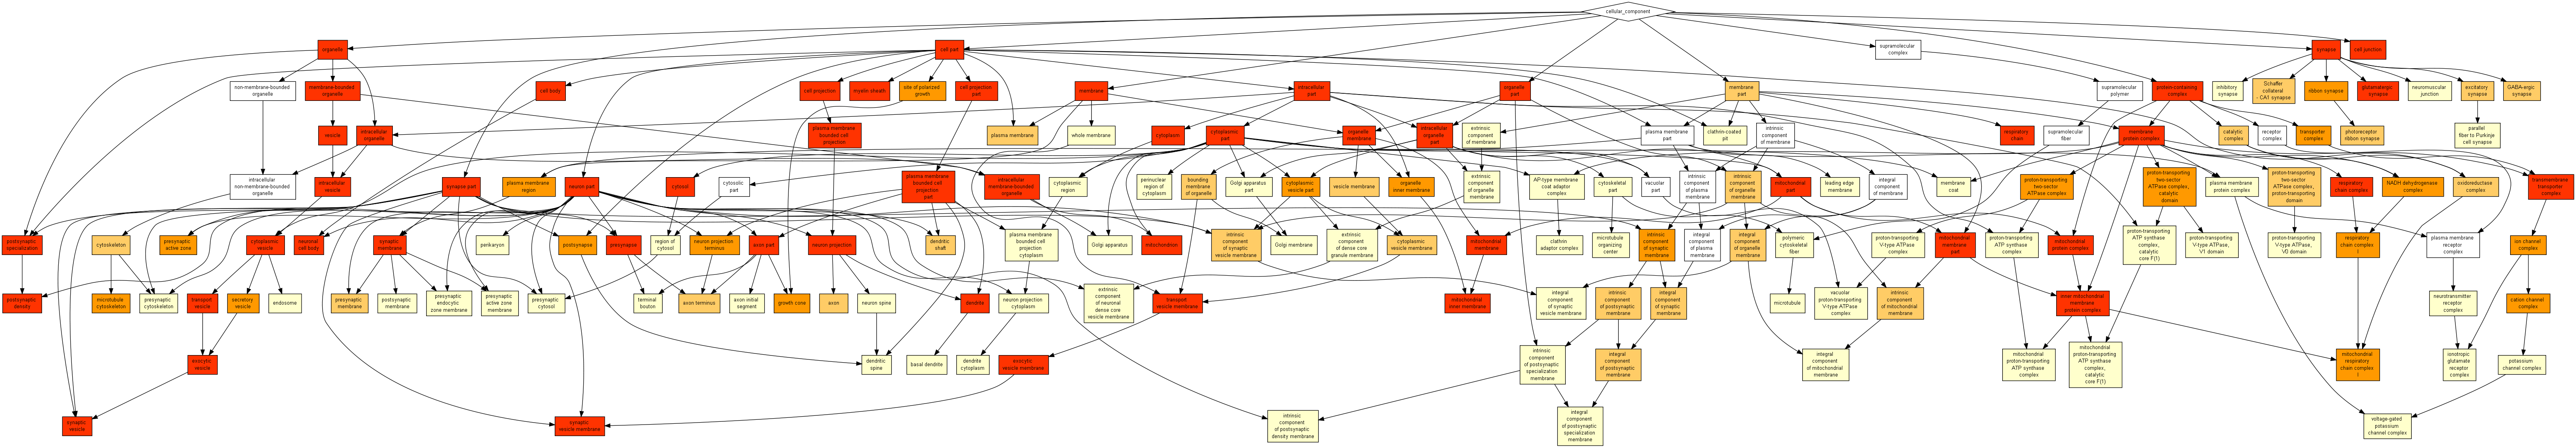 cellular_component
organelle
cell part
supramolecular
complex
synapse
cell junction
non-membrane-bounded
organelle
membrane-bounded
organelle
cell body
cell projection
myelin sheath
site of polarized
growth
cell projection
part
membrane
intracellular
part
organelle
part
membrane
part
supramolecular
polymer
protein-containing
complex
inhibitory
synapse
Schaffer
collateral
- CA1 synapse
ribbon synapse
glutamatergic
synapse
neuromuscular
junction
excitatory
synapse
GABA-ergic
synapse
vesicle
intracellular
organelle
plasma membrane
bounded cell
projection
plasma membrane
whole membrane
cytoplasm
cytoplasmic
part
organelle
membrane
intracellular
organelle
part
extrinsic
component
of membrane
plasma membrane
part
clathrin-coated
pit
intrinsic
component
of membrane
respiratory
chain
supramolecular
fiber
membrane
protein complex
catalytic
complex
receptor
complex
transporter
complex
photoreceptor
ribbon synapse
parallel
fiber to Purkinje
cell synapse
intracellular
non-membrane-bounded
organelle
intracellular
vesicle
synapse part
plasma membrane
region
neuron part
cytosol
cytosolic
part
plasma membrane
bounded cell
projection
part
intracellular
membrane-bounded
organelle
cytoplasmic
region
perinuclear
region of
cytoplasm
bounding
membrane
of organelle
Golgi apparatus
part
cytoplasmic
vesicle part
vesicle membrane
organelle
inner membrane
extrinsic
component
of organelle
membrane
AP-type membrane
coat adaptor
complex
cytoskeletal
part
vacuolar
part
intrinsic
component
of plasma
membrane
intrinsic
component
of organelle
membrane
mitochondrial
part
leading edge
membrane
integral
component
of membrane
membrane
coat
proton-transporting
two-sector
ATPase complex
proton-transporting
two-sector
ATPase complex,
catalytic
domain
plasma membrane
protein complex
proton-transporting
two-sector
ATPase complex,
proton-transporting
domain
respiratory
chain complex
NADH dehydrogenase
complex
oxidoreductase
complex
transmembrane
transporter
complex
postsynaptic
specialization
cytoskeleton
presynaptic
active zone
cytoplasmic
vesicle
neuronal
cell body
synaptic
membrane
perikaryon
postsynapse
presynapse
region of
cytosol
neuron projection
terminus
axon part
neuron projection
dendritic
shaft
plasma membrane
bounded cell
projection
cytoplasm
Golgi apparatus
mitochondrion
intrinsic
component
of synaptic
vesicle membrane
Golgi membrane
extrinsic
component
of dense core
granule membrane
cytoplasmic
vesicle membrane
mitochondrial
membrane
clathrin
adaptor complex
microtubule
organizing
center
intrinsic
component
of synaptic
membrane
integral
component
of plasma
membrane
integral
component
of organelle
membrane
polymeric
cytoskeletal
fiber
proton-transporting
V-type ATPase
complex
mitochondrial
membrane
part
proton-transporting
ATP synthase
complex
mitochondrial
protein complex
proton-transporting
ATP synthase
complex,
catalytic
core F(1)
proton-transporting
V-type ATPase,
V1 domain
proton-transporting
V-type ATPase,
V0 domain
respiratory
chain complex
I
plasma membrane
receptor
complex
ion channel
complex
postsynaptic
density
microtubule
cytoskeleton
presynaptic
cytoskeleton
transport
vesicle
secretory
vesicle
endosome
presynaptic
membrane
postsynaptic
membrane
presynaptic
endocytic
zone membrane
presynaptic
active zone
membrane
presynaptic
cytosol
terminal
bouton
axon terminus
axon initial
segment
growth cone
axon
neuron spine
dendrite
neuron projection
cytoplasm
extrinsic
component
of neuronal
dense core
vesicle membrane
transport
vesicle membrane
mitochondrial
inner membrane
integral
component
of synaptic
vesicle membrane
intrinsic
component
of postsynaptic
membrane
integral
component
of synaptic
membrane
microtubule
vacuolar
proton-transporting
V-type ATPase
complex
intrinsic
component
of mitochondrial
membrane
inner mitochondrial
membrane
protein complex
neurotransmitter
receptor
complex
cation channel
complex
exocytic
vesicle
dendritic
spine
basal dendrite
dendrite
cytoplasm
exocytic
vesicle membrane
intrinsic
component
of postsynaptic
specialization
membrane
integral
component
of postsynaptic
membrane
integral
component
of mitochondrial
membrane
mitochondrial
proton-transporting
ATP synthase
complex
mitochondrial
proton-transporting
ATP synthase
complex,
catalytic
core F(1)
mitochondrial
respiratory
chain complex
I
ionotropic
glutamate
receptor
complex
potassium
channel complex
synaptic
vesicle
synaptic
vesicle membrane
intrinsic
component
of postsynaptic
density membrane
integral
component
of postsynaptic
specialization
membrane
voltage-gated
potassium
channel complex